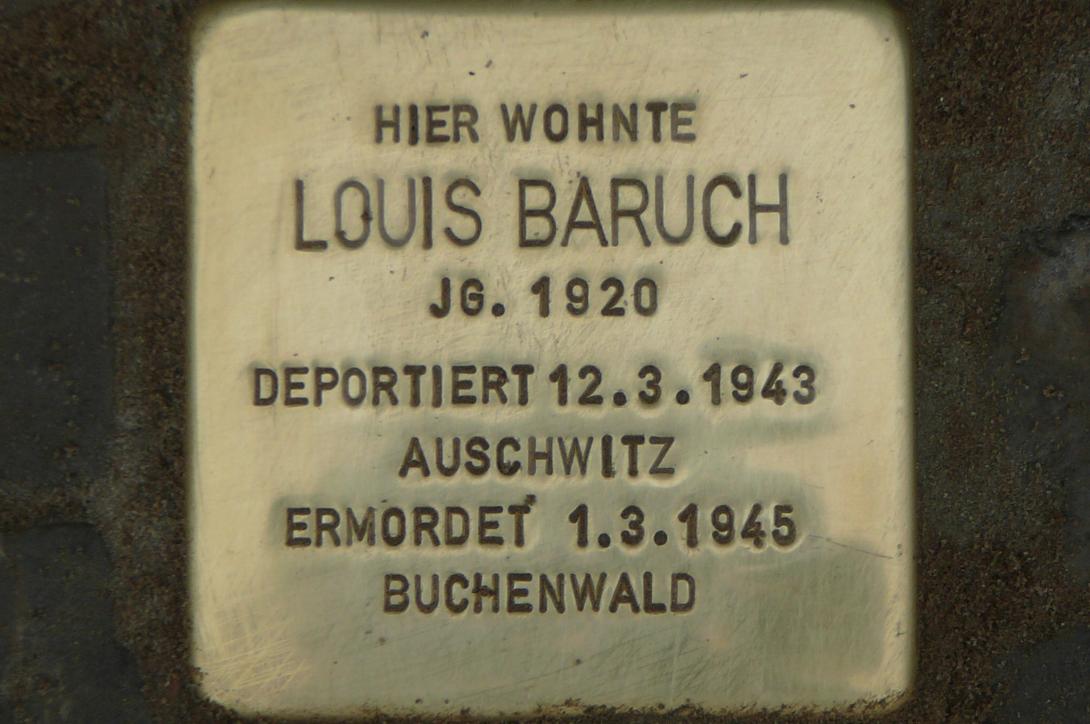 HIER WOHNTE
LOUIS BARUCH
JG. 1920
DEPORTIERT 12.3.1943
AUSCHWITZ
ERMORDET 1.3.1945
BUCHENWALD